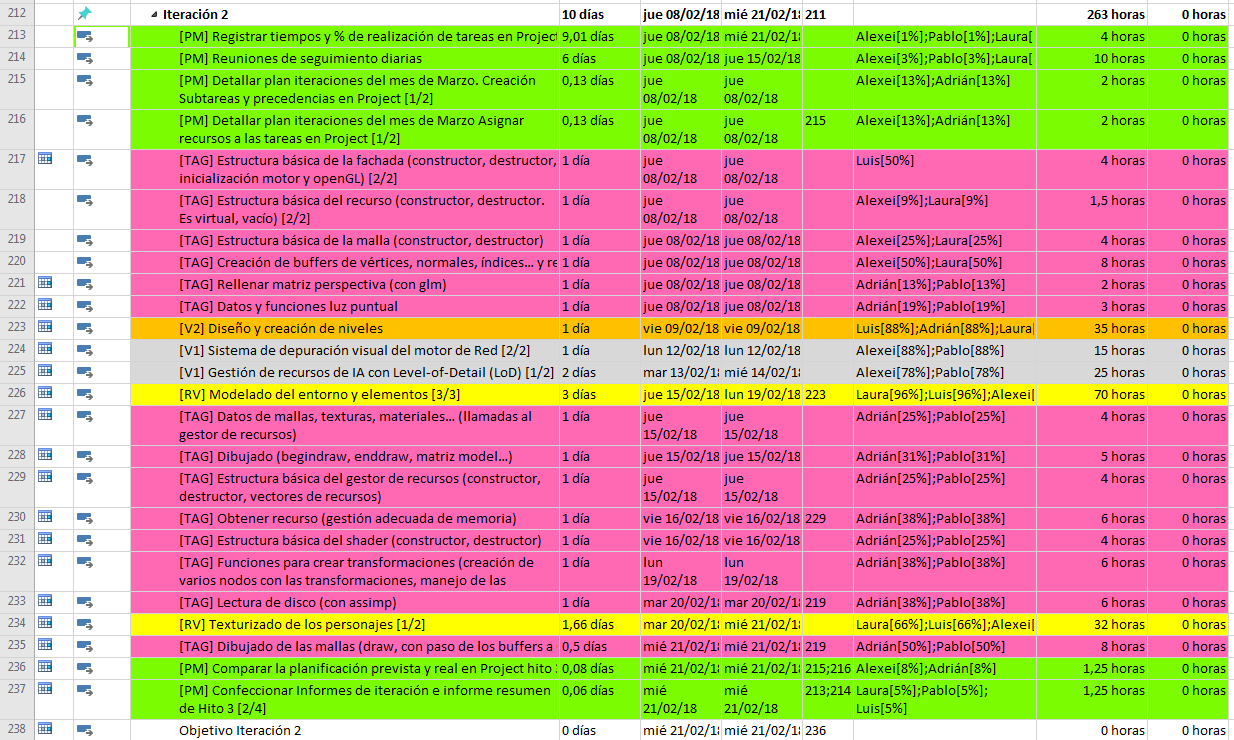 212 Iteración 2 10 días jue 08/02/18 mié 21/02/18 211 263 horas 0 horas
213 [PM] Registrar tiempos y % de realización de tareas en Project 9,01 días jue 08/02/18 mié 21/02/18 Alexei[1%];Pablo[1%];Laura[ 4 horas 0 horas
214 [PM] Reuniones de seguimiento diarias 6 días jue 08/02/18 jue 15/02/18 Alexei[3%];Pablo[3%];Laura[ 10 horas 0 horas
215 [PM] Detallar plan iteraciones del mes de Marzo. Creación 0,13 días jue jue Alexei[13%];Adrián[13%] 2 horas 0 horas
Subtareas y precedencias en Project [1/2] 08/02/18 08/02/18
216 [PM] Detallar plan iteraciones del mes de Marzo Asignar 0,13 días jue jue 215 Alexei[13%];Adrián[13%] 2 horas 0 horas
recursos a las tareas en Project [1/2] 08/02/18 08/02/18
217 [TAG] Estructura básica de la fachada (constructor, destructor, 1 día jue jue Luis[50%] 4 horas 0 horas
inicialización motor y openGL) [2/2] 08/02/18 08/02/18
218 [TAG] Estructura básica del recurso (constructor, destructor. 1 día jue jue Alexei[9%];Laura[9%] 1,5 horas 0 horas
Es virtual, vacío) [2/2] 08/02/18 08/02/18
219 [TAG] Estructura básica de la malla (constructor, destructor) 1 día jue 08/02/18 jue 08/02/18 Alexei[25%];Laura[25%] 4 horas 0 horas
220 [TAG] Creación de buffers de vértices, normales, índices... y re 1 día jue 08/02/18 jue 08/02/18 Alexei[50%];Laura[50%] 8 horas 0 horas
221 [TAG] Rellenar matriz perspectiva (con glm) 1 día jue 08/02/18 jue 08/02/18 Adrián[13%];Pablo[13%] 2 horas 0 horas
222 [TAG] Datos y funciones luz puntual 1 día jue 08/02/18 jue 08/02/18 Adrián[19%];Pablo[19%] 3 horas 0 horas
223 [V2] Diseño y creación de niveles 1 día vie 09/02/18 vie 09/02/18 Luis[88%];Adrián[88%];Laura[ 35 horas 0 horas
224 [V1] Sistema de depuración visual del motor de Red [2/2] 1 día lun 12/02/18 lun 12/02/18 Alexei[88%];Pablo[88%] 15 horas 0 horas
225 [V1] Gestión de recursos de IA con Level-of-Detail (LoD) [1/2] 2 días mar 13/02/18 mié 14/02/18 Alexei[78%];Pablo[78%] 25 horas 0 horas
226 [RV] Modelado del entorno y elementos [3/3] 3 días jue 15/02/18 lun 19/02/18 223 Laura[96%];Luis[96%];Alexei[ 70 horas 0 horas
227 [TAG] Datos de mallas, texturas, materiales... (llamadas al 1 día jue jue Adrián[25%];Pablo[25%] 4 horas 0 horas
gestor de recursos) 15/02/18 15/02/18
228 [TAG] Dibujado (begindraw, enddraw, matriz model...) 1 día jue 15/02/18 jue 15/02/18 Adrián[31%];Pablo[31%] 5 horas 0 horas
229 [TAG] Estructura básica del gestor de recursos (constructor, 1 día jue jue Adrián[25%];Pablo[25%] 4 horas 0 horas
destructor, vectores de recursos) 15/02/18 15/02/18
230 [TAG] Obtener recurso (gestión adecuada de memoria) 1 día vie 16/02/18 vie 16/02/18 229 Adrián[38%];Pablo[38%] 6 horas 0 horas
231 [TAG] Estructura básica del shader (constructor, destructor) 1 día vie 16/02/18 vie 16/02/18 Adrián[25%];Pablo[25%] 4 horas 0 horas
232 [TAG] Funciones para crear transformaciones (creación de 1 día lun lun Adrián[38%];Pablo[38%] 6 horas 0 horas
varios nodos con las transformaciones, manejo de las 19/02/18 19/02/18
233 [TAG] Lectura de disco (con assimp) 1 día mar 20/02/18 mar 20/02/18 219 Adrián[38%];Pablo[38%] 6 horas 0 horas
234 [RV] Texturizado de los personajes [1/2] 1,66 días mar 20/02/18 mié 21/02/18 Laura[66%];Luis[66%];Alexei[ 32 horas 0 horas
235 [TAG] Dibujado de las mallas (draw, con paso de los buffers a 0,5 días mié 21/02/18 mié 21/02/18 219 Adrián[50%];Pablo[50%] 8 horas 0 horas
236 [PM] Comparar la planificación prevista y real en Project hito 0,08 días mié 21/02/18 mié 21/02/18 215;216 Alexei[8%];Adrián[8%] 1,25 horas 0 horas
237 [PM] Confeccionar Informes de iteración e informe resumen 0,06 días mié mié 213;214 Laura[5%];Pablo[5%]; 1,25 horas 0 horas
de Hito 3 [2/4] 21/02/18 21/02/18 Luis[5%]
238 Objetivo Iteración 2 0 días mié 21/02/18 mié 21/02/18 236 0 horas 0 horas